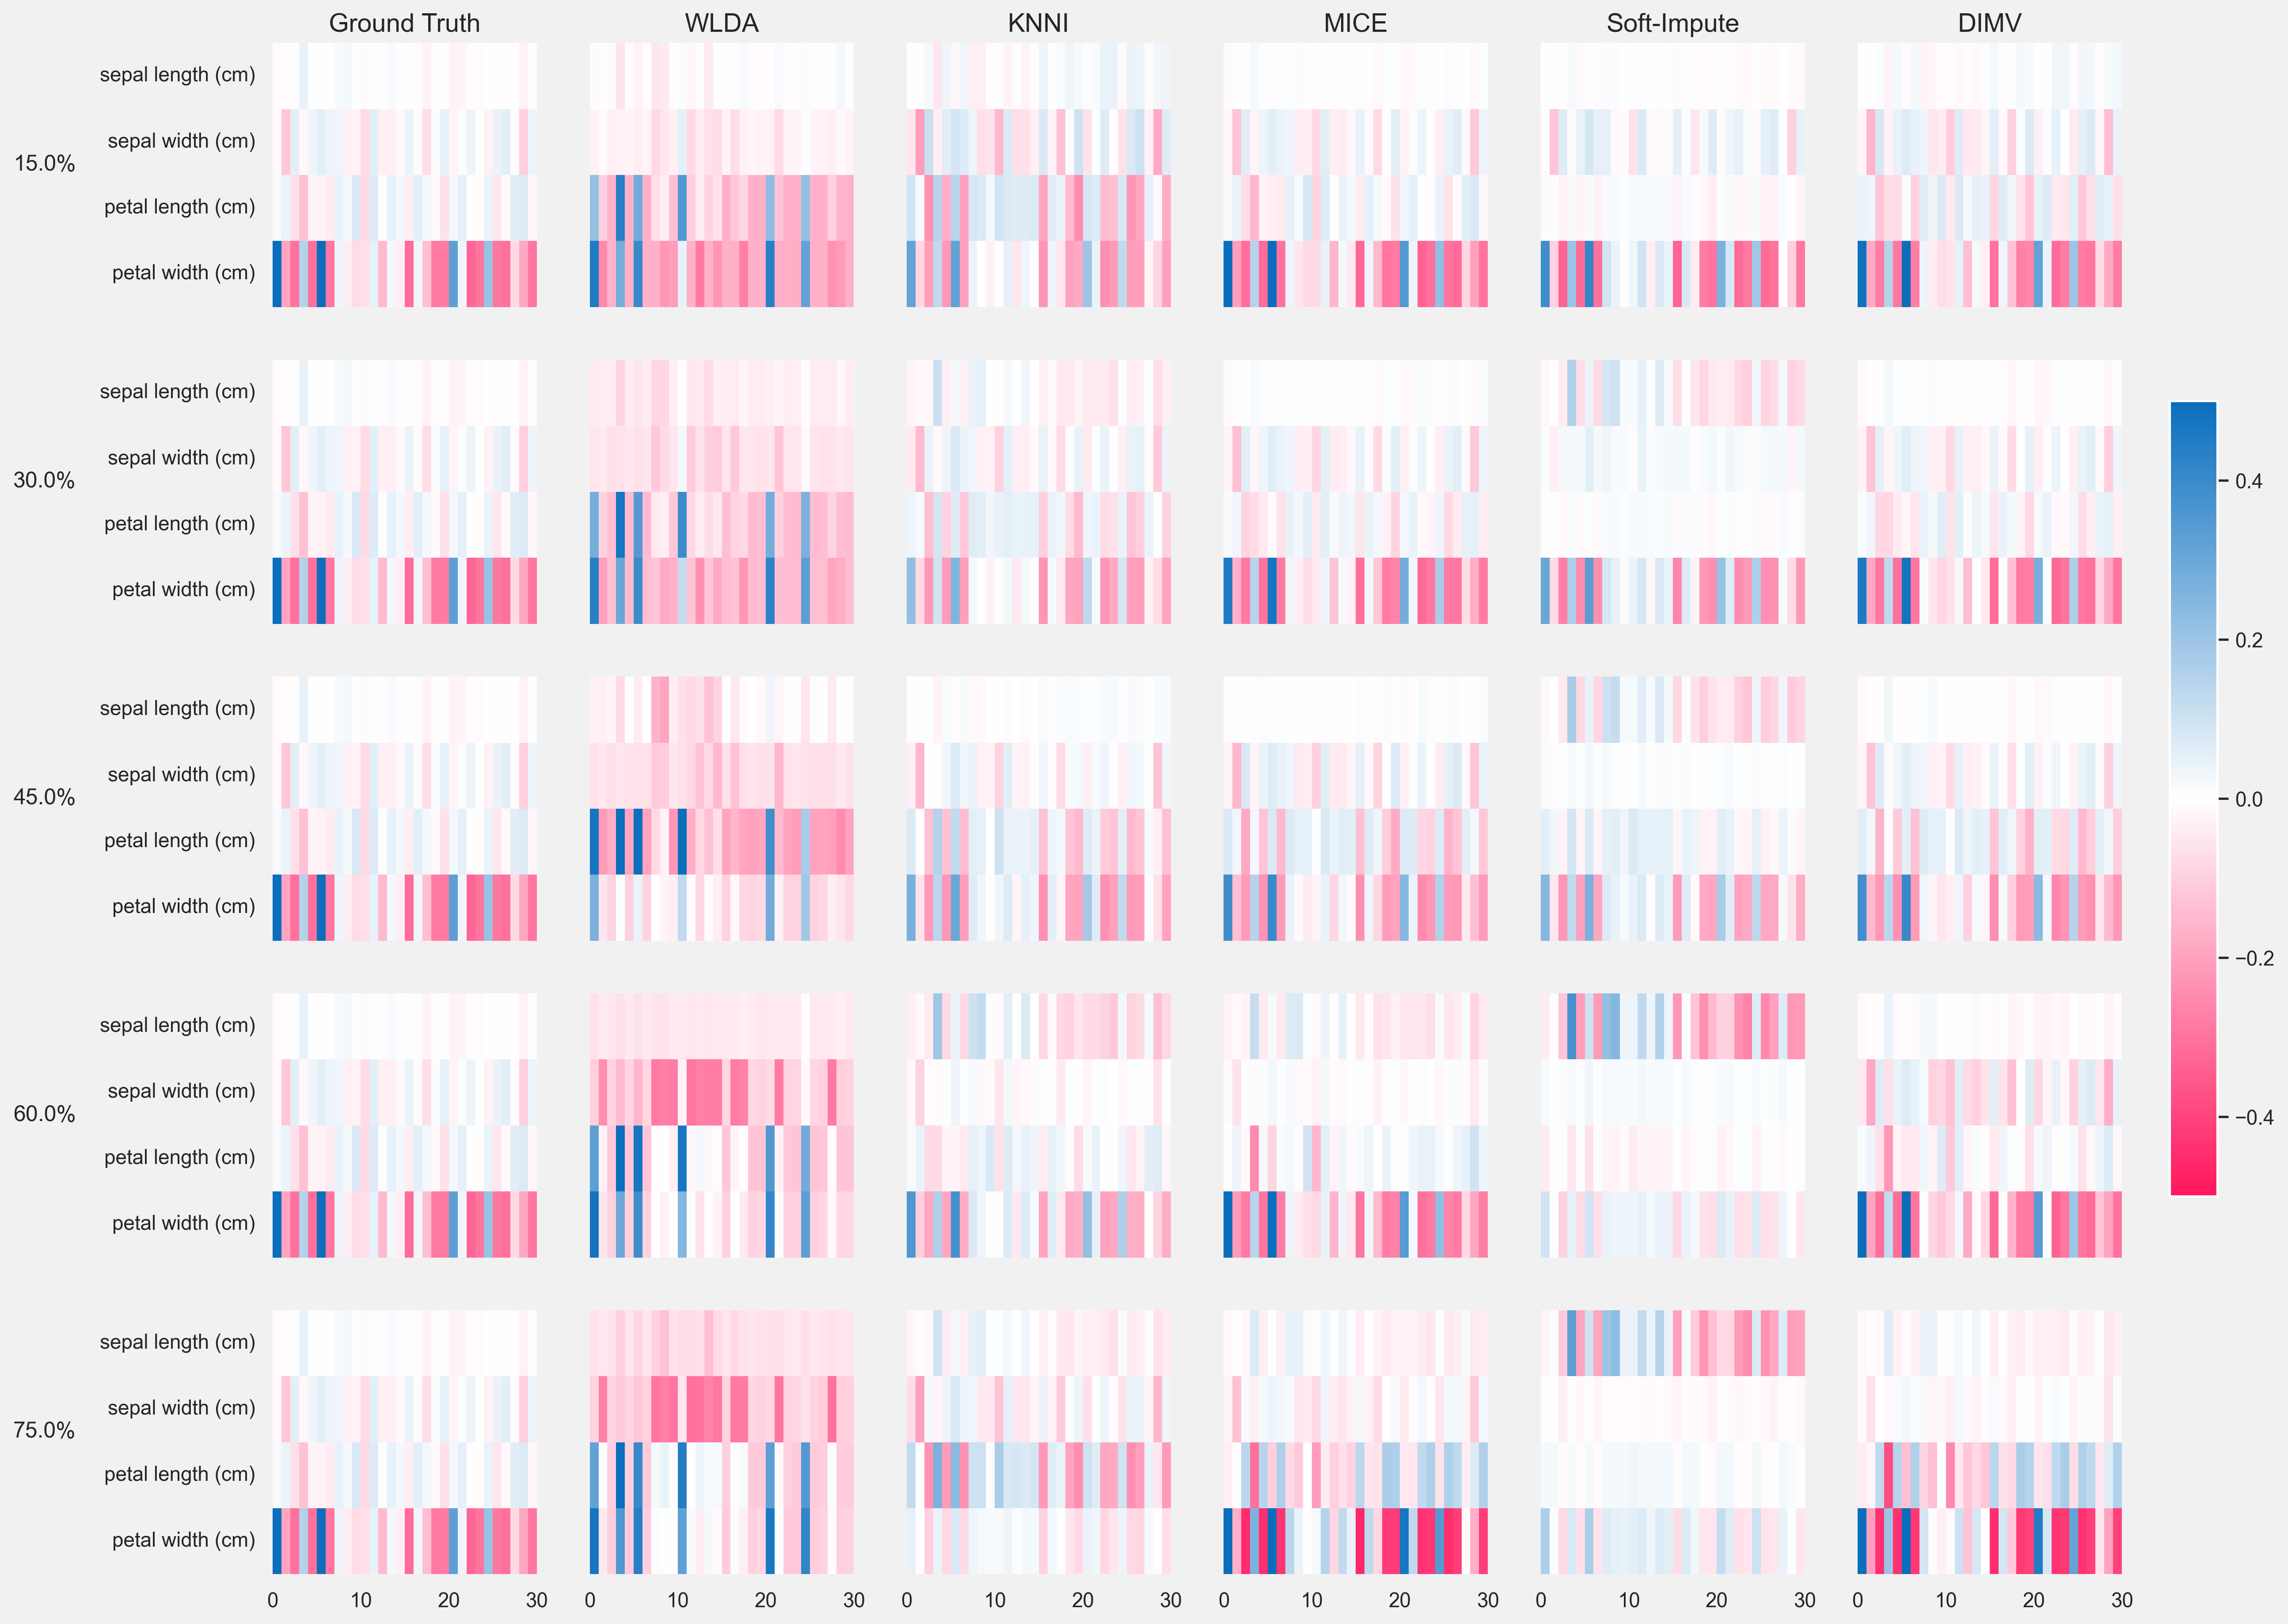 Ground Truth WLDA KNNI MICE Soft-Impute DIMV
15.0%
sepal length (cm)
sepal width (cm)
petal length (cm)
petal width (cm)
30.0%
sepal length (cm)
sepal width (cm)
petal length (cm)
petal width (cm)
45.0%
sepal length (cm)
sepal width (cm)
petal length (cm)
petal width (cm)
60.0%
sepal length (cm)
sepal width (cm)
petal length (cm)
petal width (cm)
75.0%
sepal length (cm)
sepal width (cm)
petal length (cm)
petal width (cm)
0 10 20 30 0 10 20 30 0 10 20 30 0 10 20 30 0 10 20 30 0 10 20 30
0.4
0.2
0.0
−0.2
−0.4